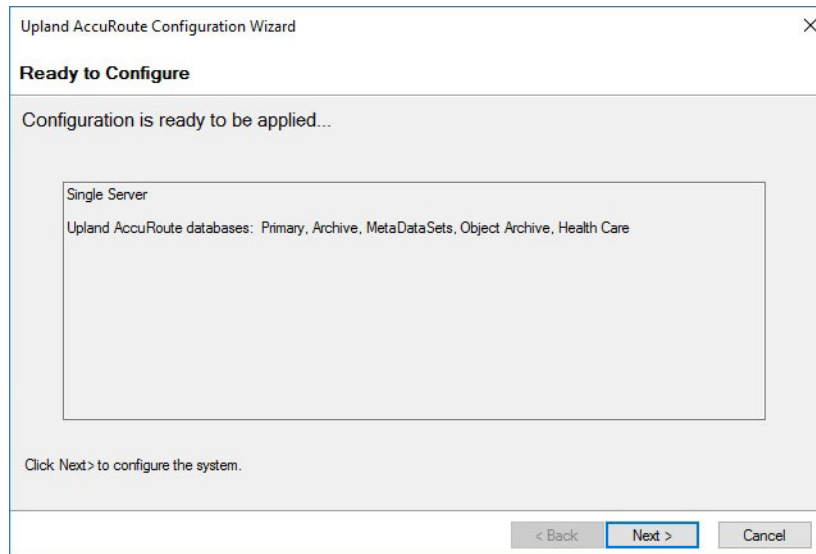 Upland AccuRoute Configuration Wizard
Ready to Configure
Configuration is ready to be applied...
Single Server
Upland AccuRoute databases:  Primary, Archive, MetaDataSets, Object Archive, Health Care
Click Next> to configure the system.
< Back
Next >
Cancel